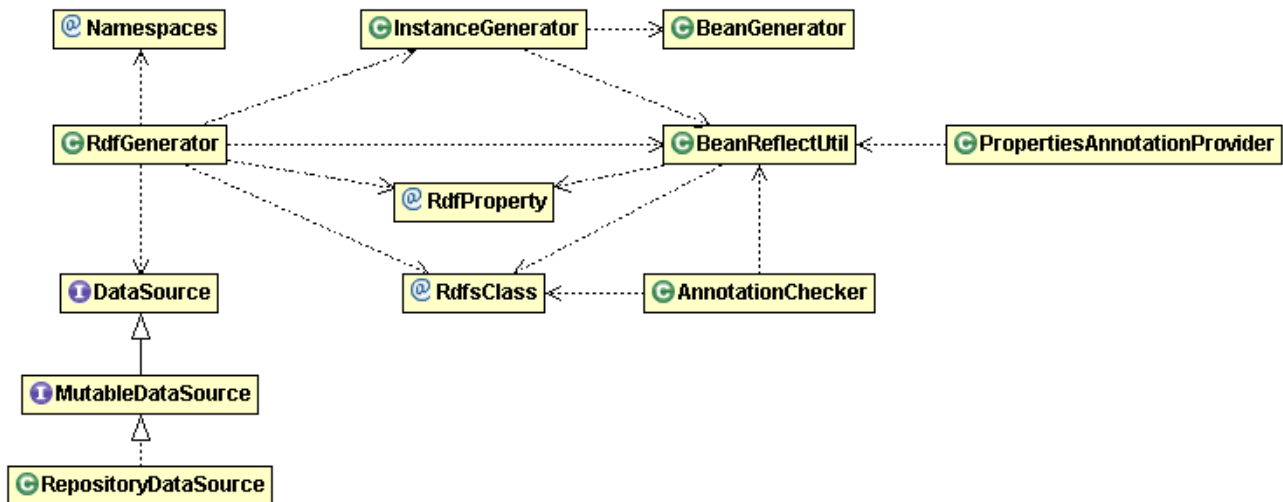 @ Namespaces
C InstanceGenerator
C BeanGenerator
C RdfGenerator
C BeanReflectUtil
C PropertiesAnnotationProvider
@ RdfProperty
I DataSource
@ RdfsClass
C AnnotationChecker
I MutableDataSource
C RepositoryDataSource